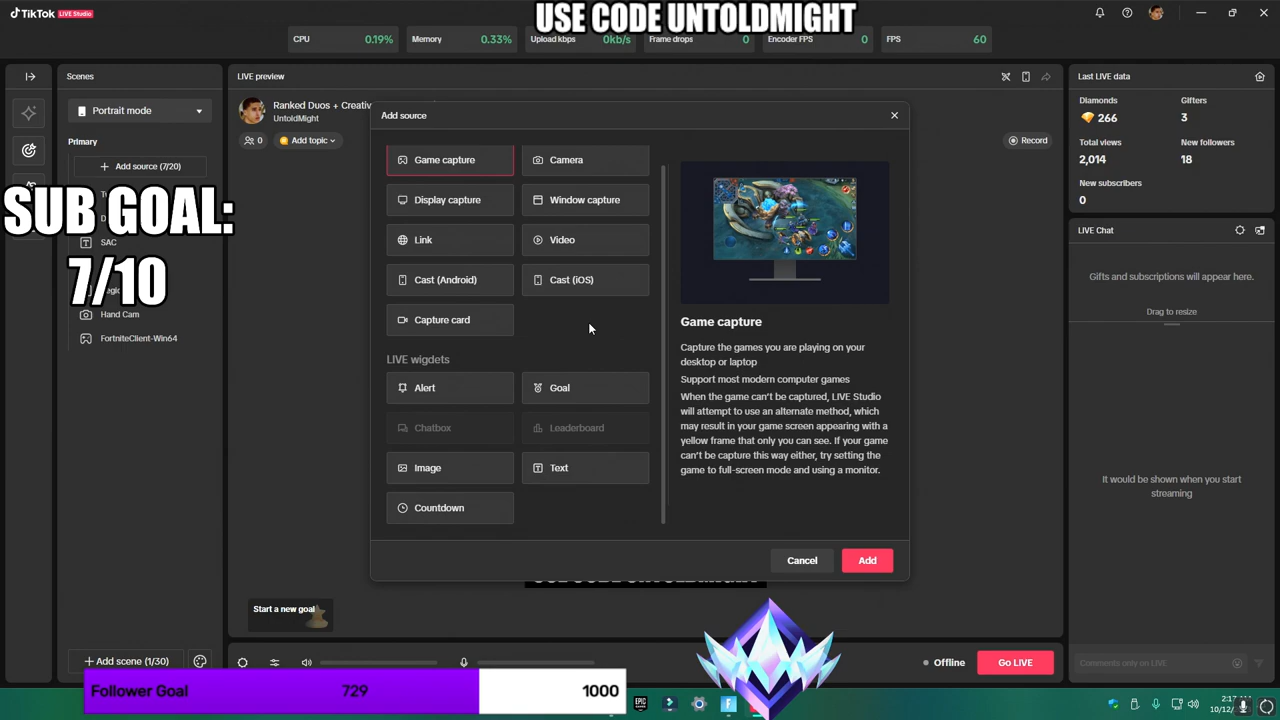 TikTok LIVE Studio
USE CODE UNTOLDMIGHT
CPU 0.19%
Memory 0.33%
Upload kbps 0kb/s
Frame drops 0
Encoder FPS 0
FPS 60
Scenes
Portrait mode
Primary
+ Add source (7/20)
SAC
Hand Cam
FortniteClient-Win64
SUB GOAL:
7/10
+ Add scene (1/30)
LIVE preview
Ranked Duos + Creativ
UntoldMight
0
Add topic
Record
Add source
Game capture
Camera
Display capture
Window capture
Link
Video
Cast (Android)
Cast (iOS)
Capture card
LIVE wigdets
Alert
Goal
Chatbox
Leaderboard
Image
Text
Countdown
Game capture
Capture the games you are playing on your
desktop or laptop
Support most modern computer games
When the game can't be captured, LIVE Studio
will attempt to use an alternate method, which
may result in your game screen appearing with a
yellow frame that only you can see. If your game
can't be capture this way either, try setting the
game to full-screen mode and using a monitor.
Cancel
Add
USE CODE UNTOLDMIGHT
Start a new goal
Offline
Go LIVE
Last LIVE data
Diamonds
266
Gifters
3
Total views
2,014
New followers
18
New subscribers
0
LIVE Chat
Gifts and subscriptions will appear here.
Drag to resize
It would be shown when you start
streaming
Comments only on LIVE
Follower Goal 729 1000
EPIC